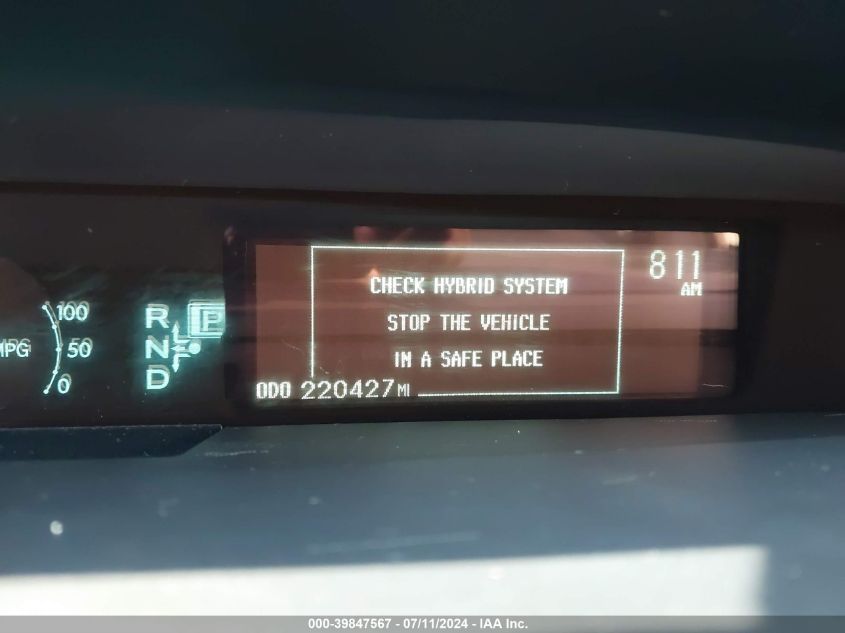 811
AM
CHECK HYBRID SYSTEM
STOP THE VEHICLE
IN A SAFE PLACE
ODO 220427 MI
100
MPG 50
0
R
P
N
D
000-39847567 - 07/11/2024 - IAA Inc.